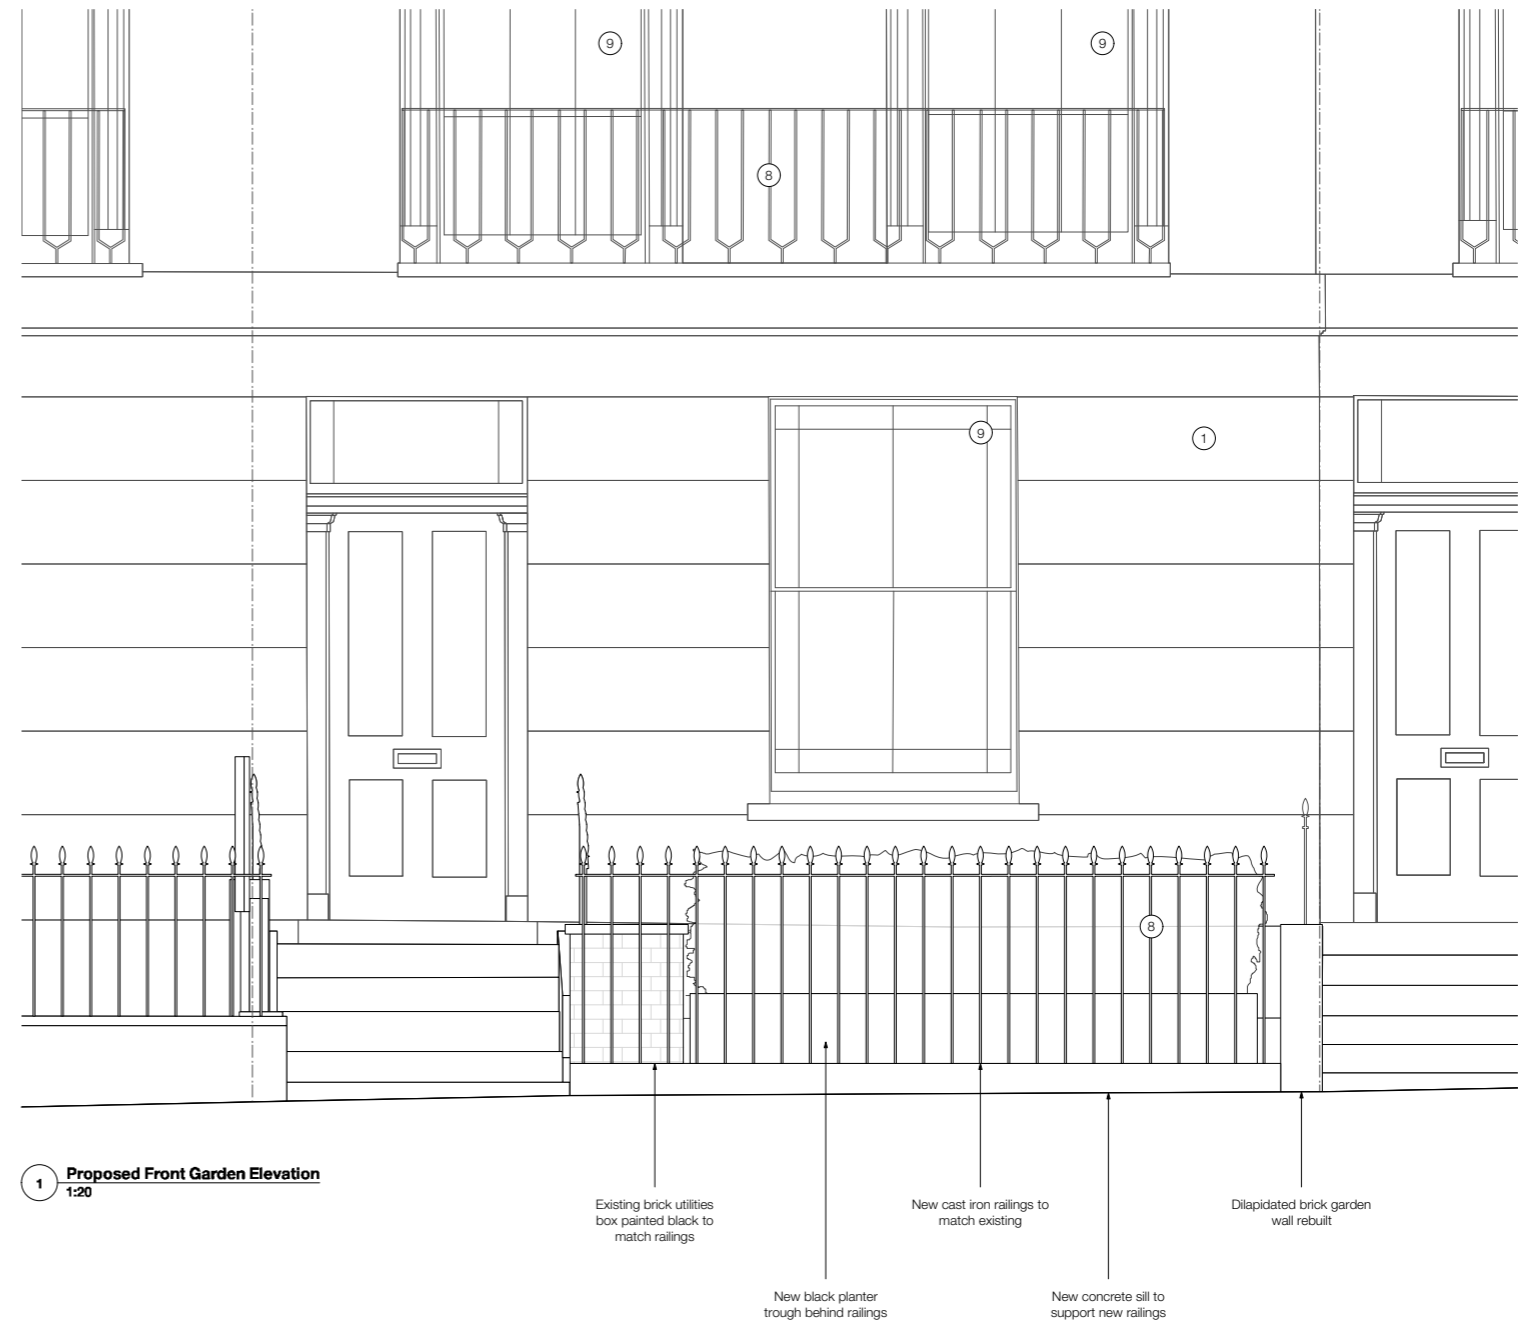 9
9
8
9
1
8
1
Proposed Front Garden Elevation
1:20
Existing brick utilities
box painted black to
match railings
New cast iron railings to
match existing
Dilapidated brick garden
wall rebuilt
New black planter
trough behind railings
New concrete sill to
support new railings